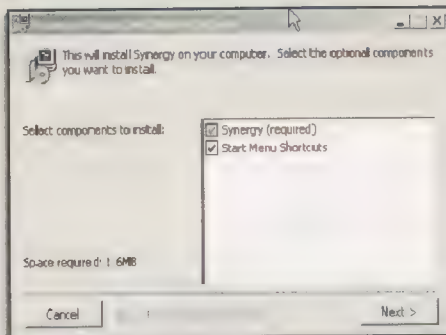 This will install Synergy on your computer. Select the optional components
you want to install.
Select components to install:
Synergy (required)
Start Menu Shortcuts
Space required: 1.6MB
Cancel
Next >